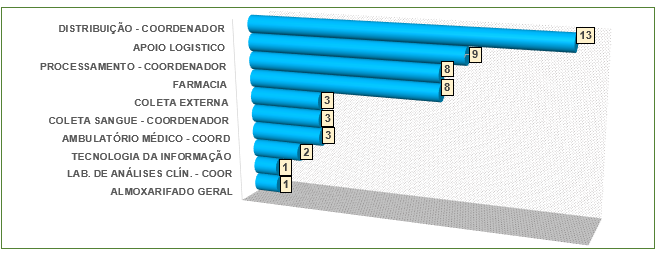 DISTRIBUIÇÃO - COORDENADOR 13
APOIO LOGISTICO 9
PROCESSAMENTO - COORDENADOR 8
FARMACIA 8
COLETA EXTERNA 3
COLETA SANGUE - COORDENADOR 3
AMBULATÓRIO MÉDICO - COORD 3
TECNOLOGIA DA INFORMAÇÃO 2
LAB. DE ANÁLISES CLÍN. - COOR 1
ALMOXARIFADO GERAL 1